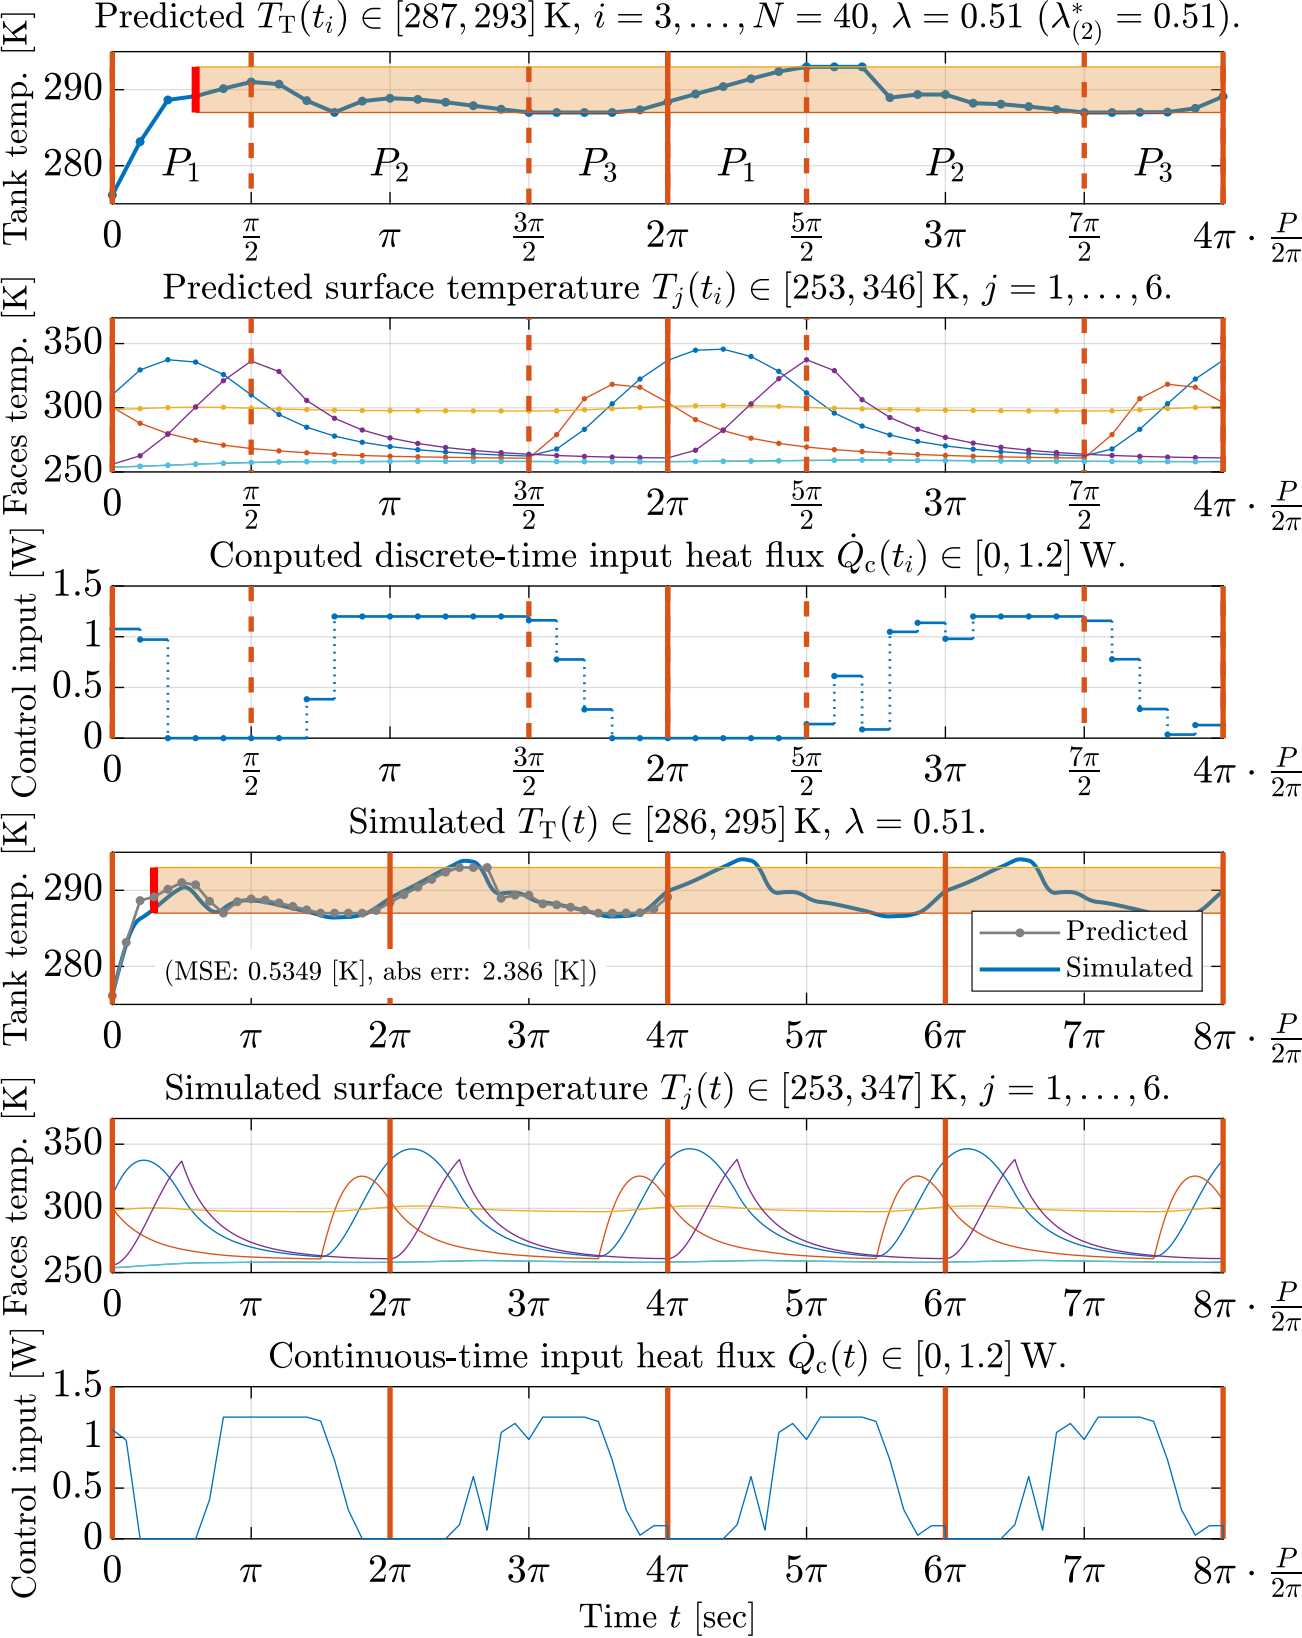 Predicted T_T(t_i) ∈ [287, 293] K, i = 3, …, N = 40, λ = 0.51 (λ*_(2) = 0.51).
Tank temp. [K]
290
280
P_1 P_2 P_3 P_1 P_2 P_3
0 π/2 π 3π/2 2π 5π/2 3π 7π/2 4π · P/2π
Predicted surface temperature T_j(t_i) ∈ [253, 346] K, j = 1, …, 6.
Faces temp. [K]
350
300
250
0 π/2 π 3π/2 2π 5π/2 3π 7π/2 4π · P/2π
Conputed discrete-time input heat flux Q̇_c(t_i) ∈ [0, 1.2] W.
Control input [W]
1.5
1
0.5
0
0 π/2 π 3π/2 2π 5π/2 3π 7π/2 4π · P/2π
Simulated T_T(t) ∈ [286, 295] K, λ = 0.51.
Tank temp. [K]
290
280
(MSE: 0.5349 [K], abs err: 2.386 [K])
Predicted
Simulated
0 π 2π 3π 4π 5π 6π 7π 8π · P/2π
Simulated surface temperature T_j(t) ∈ [253, 347] K, j = 1, …, 6.
Faces temp. [K]
350
300
250
0 π 2π 3π 4π 5π 6π 7π 8π · P/2π
Continuous-time input heat flux Q̇_c(t) ∈ [0, 1.2] W.
Control input [W]
1.5
1
0.5
0
0 π 2π 3π 4π 5π 6π 7π 8π · P/2π
Time t [sec]